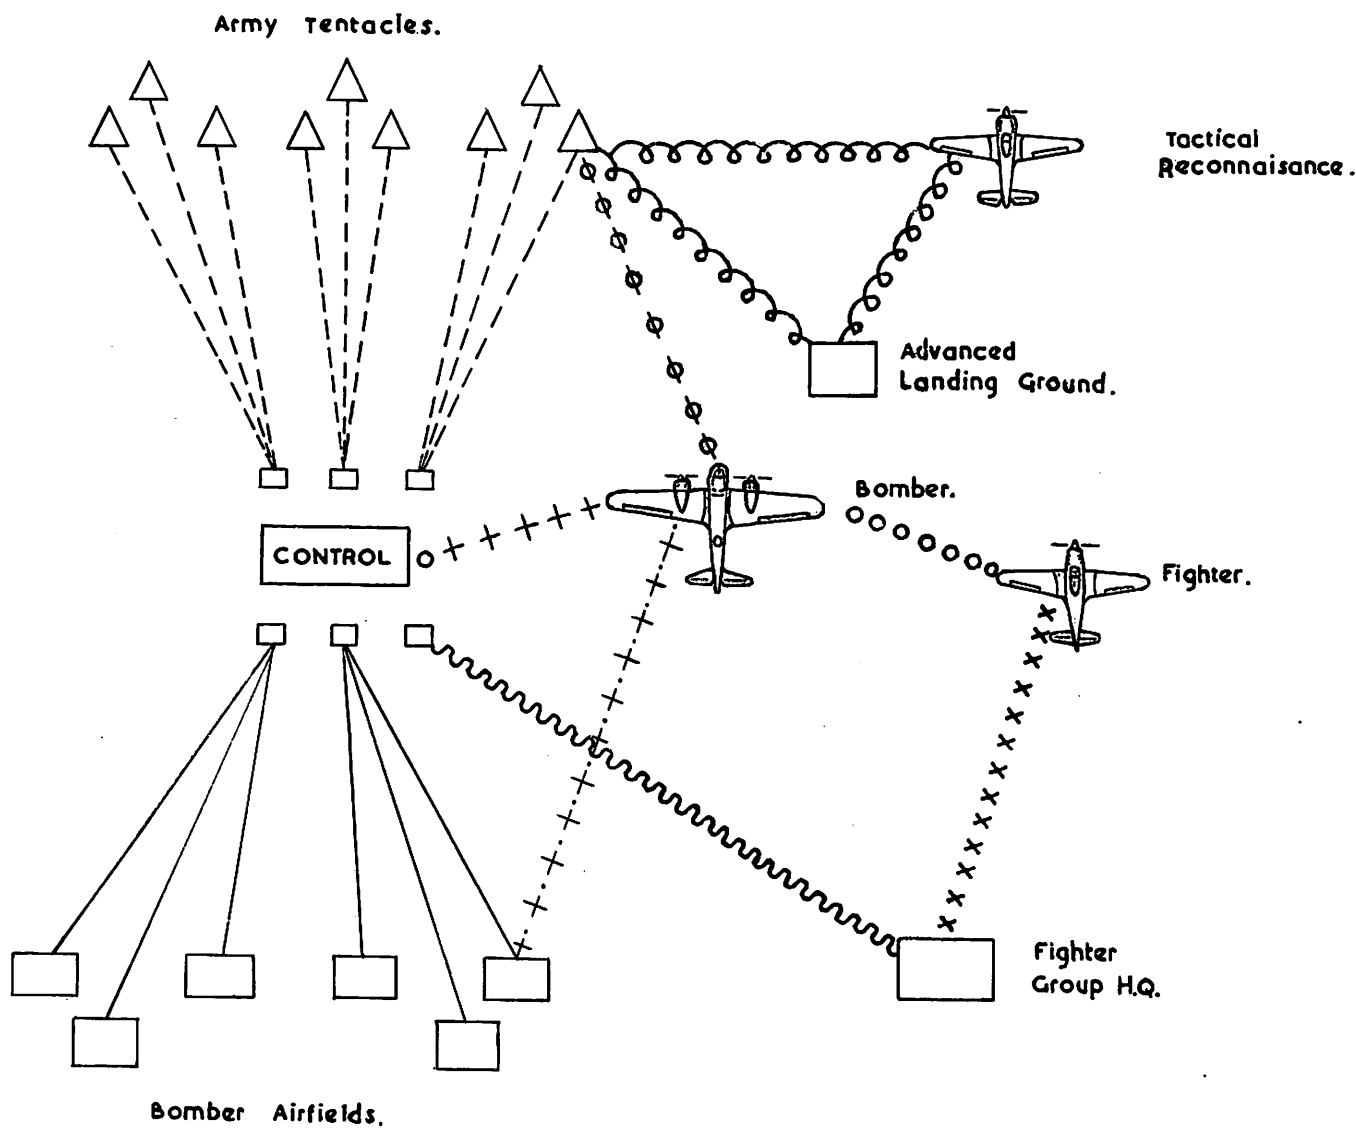 Army Tentacles.
Tactical
Reconnaisance.
Advanced
Landing Ground.
Bomber.
CONTROL
Fighter.
Fighter
Group H.Q.
Bomber Airfields.